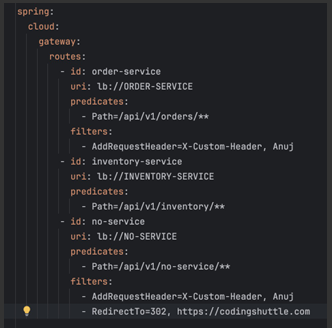 spring:
  cloud:
    gateway:
      routes:
        - id: order-service
          uri: lb://ORDER-SERVICE
          predicates:
            - Path=/api/v1/orders/**
          filters:
            - AddRequestHeader=X-Custom-Header, Anuj
        - id: inventory-service
          uri: lb://INVENTORY-SERVICE
          predicates:
            - Path=/api/v1/inventory/**
        - id: no-service
          uri: lb://NO-SERVICE
          predicates:
            - Path=/api/v1/no-service/**
          filters:
            - AddRequestHeader=X-Custom-Header, Anuj
            - RedirectTo=302, https://codingshuttle.com